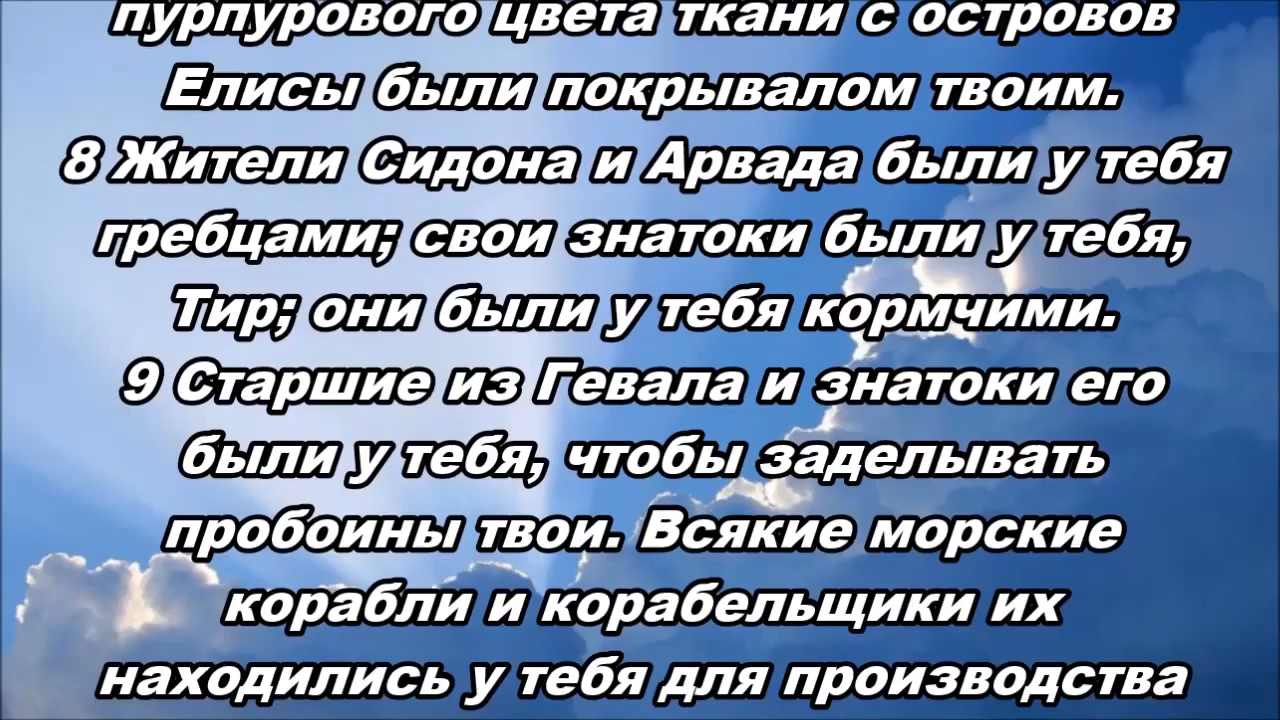 пурпурового цвета ткани с островов
Елисы были покрывалом твоим.
8 Жители Сидона и Арвада были у тебя
гребцами; свои знатоки были у тебя,
Тир; они были у тебя кормчими.
9 Старшие из Гевала и знатоки его
были у тебя, чтобы заделывать
пробоины твои. Всякие морские
корабли и корабельщики их
находились у тебя для производства